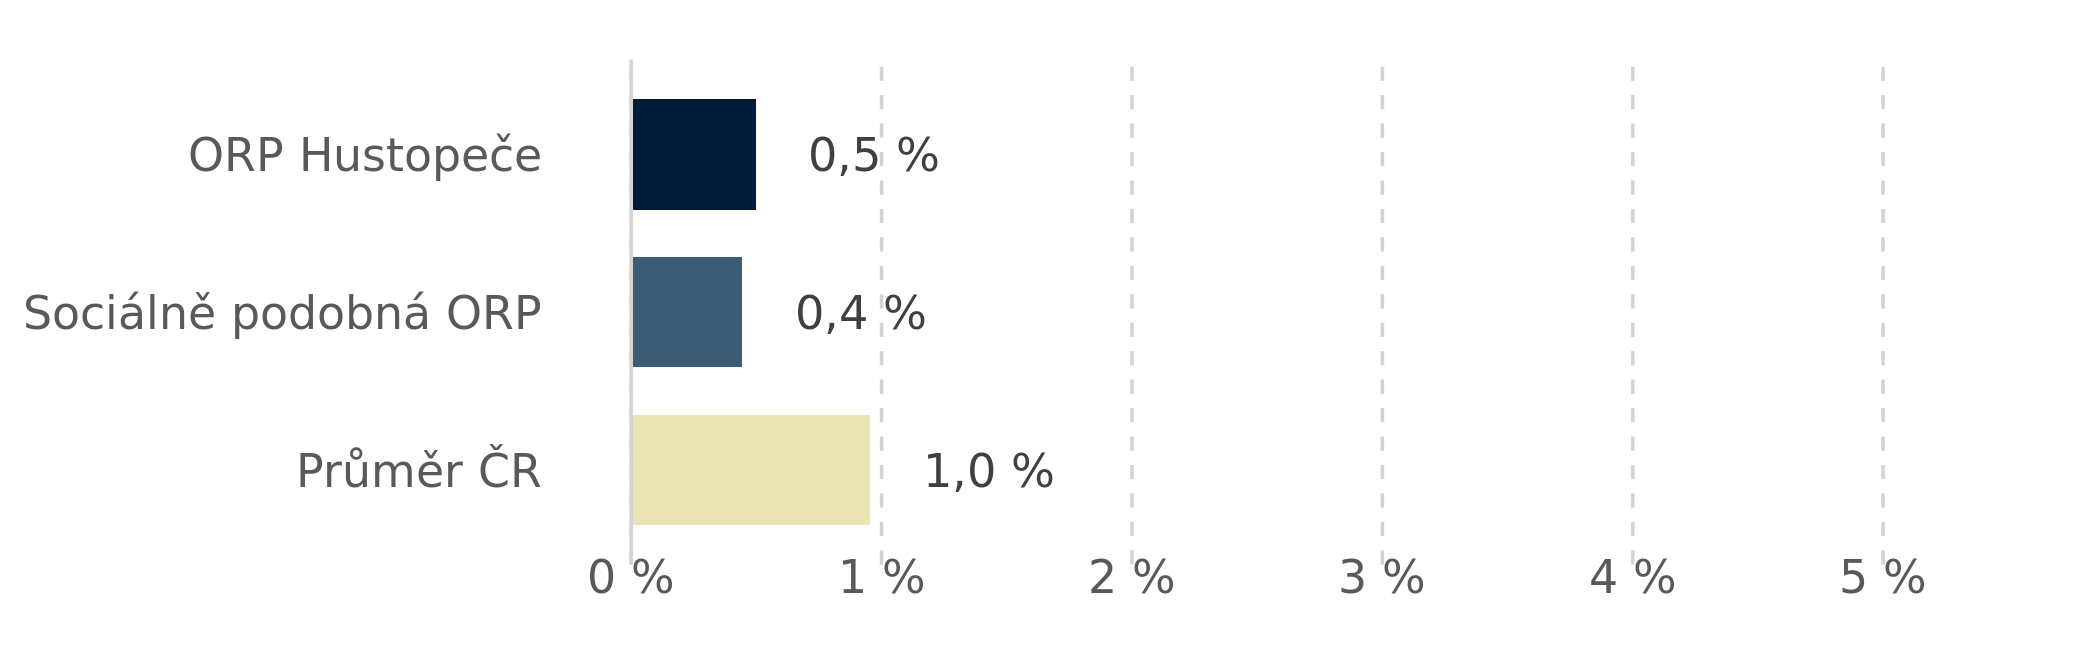 ORP Hustopeče 0,5 %
Sociálně podobná ORP 0,4 %
Průměr ČR 1,0 %
0 % 1 % 2 % 3 % 4 % 5 %